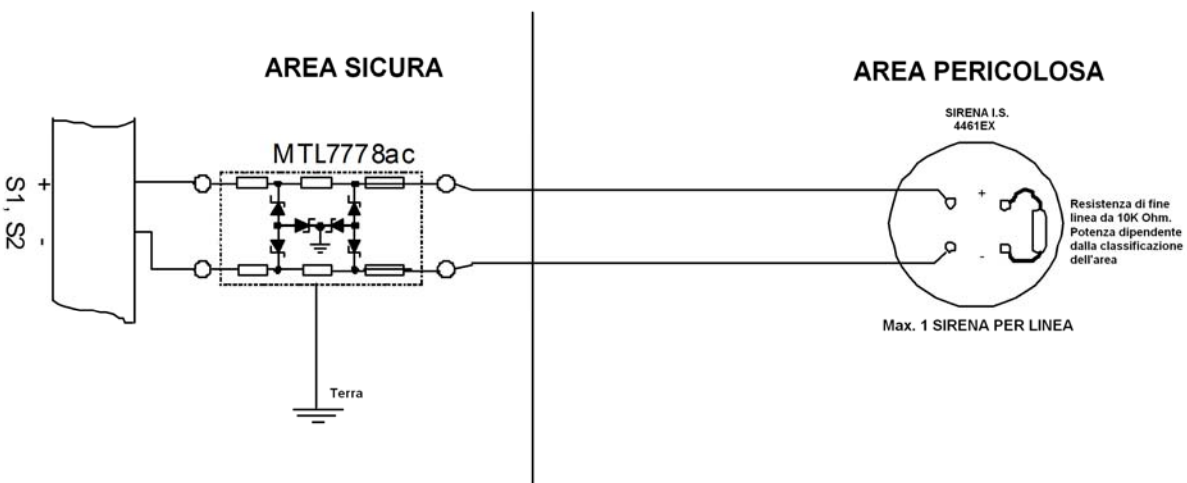 AREA SICURA
AREA PERICOLOSA
SIRENA I.S.
4461EX
MTL7778ac
S1, S2
+
-
+
-
Resistenza di fine
linea da 10K Ohm.
Potenza dipendente
dalla classificazione
dell'area
Max. 1 SIRENA PER LINEA
Terra